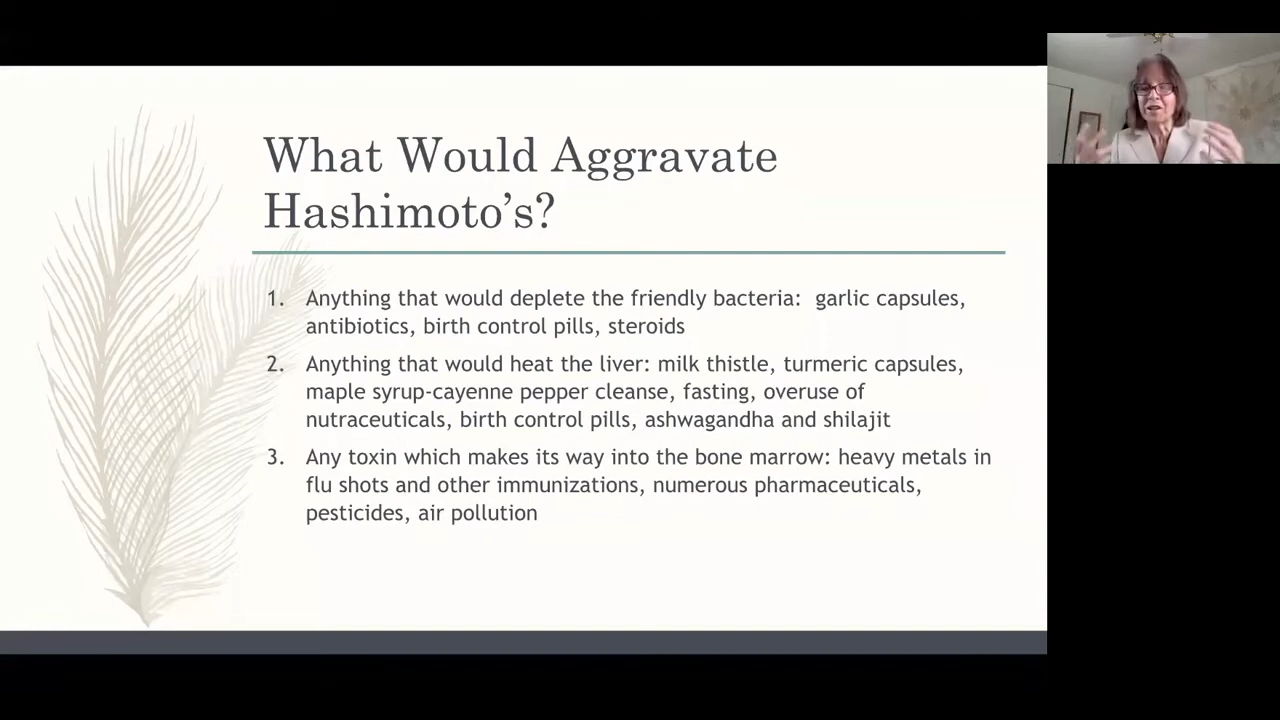 What Would Aggravate
Hashimoto's?
1. Anything that would deplete the friendly bacteria:  garlic capsules,
antibiotics, birth control pills, steroids
2. Anything that would heat the liver: milk thistle, turmeric capsules,
maple syrup-cayenne pepper cleanse, fasting, overuse of
nutraceuticals, birth control pills, ashwagandha and shilajit
3. Any toxin which makes its way into the bone marrow: heavy metals in
flu shots and other immunizations, numerous pharmaceuticals,
pesticides, air pollution